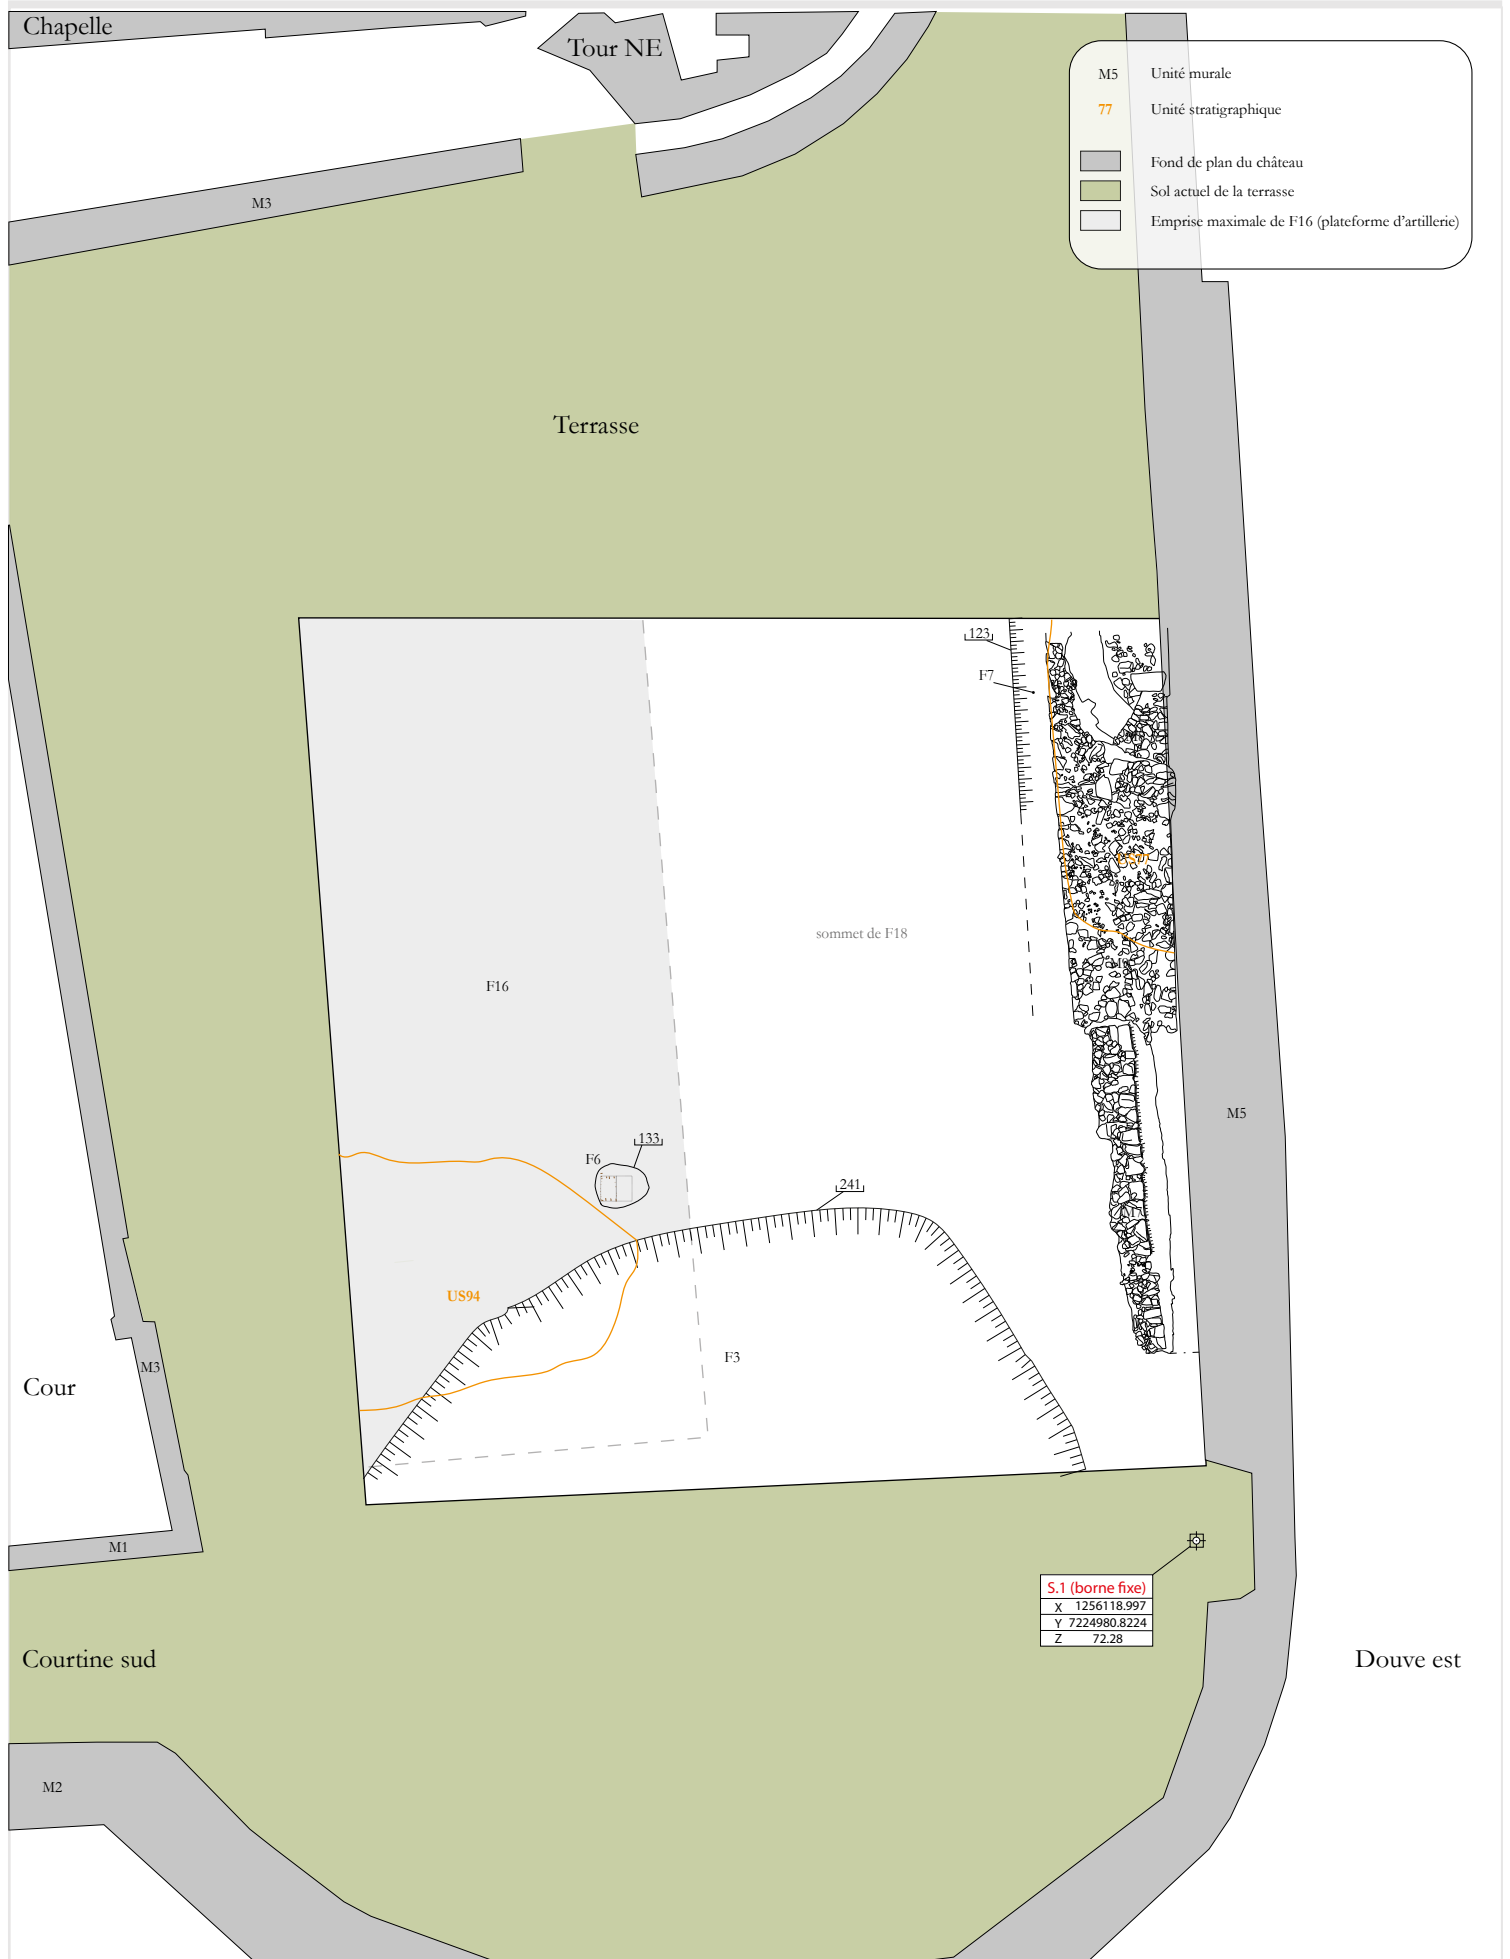 Chapelle
Tour NE
M5 Unité murale
77 Unité stratigraphique
Fond de plan du château
Sol actuel de la terrasse
Emprise maximale de F16 (plateforme d'artillerie)
M3
Terrasse
123
F7
US77
sommet de F18
F16
M5
133
F6
241
US94
F3
M3
Cour
M1
S.1 (borne fixe)
X 1256118.997
Y 7224980.8224
Z 72.28
Courtine sud
Douve est
M2